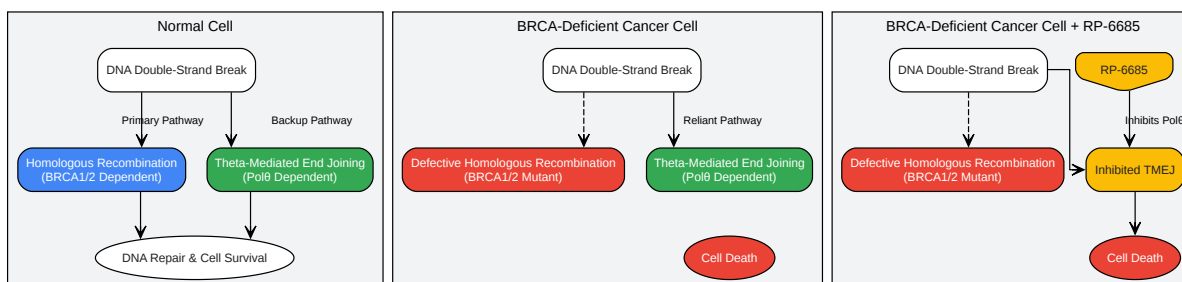 Normal Cell
DNA Double-Strand Break
Primary Pathway
Backup Pathway
Homologous Recombination
(BRCA1/2 Dependent)
Theta-Mediated End Joining
(Polθ Dependent)
DNA Repair & Cell Survival
BRCA-Deficient Cancer Cell
DNA Double-Strand Break
Reliant Pathway
Defective Homologous Recombination
(BRCA1/2 Mutant)
Theta-Mediated End Joining
(Polθ Dependent)
Cell Death
BRCA-Deficient Cancer Cell + RP-6685
DNA Double-Strand Break
RP-6685
Inhibits Polθ
Defective Homologous Recombination
(BRCA1/2 Mutant)
Inhibited TMEJ
Cell Death